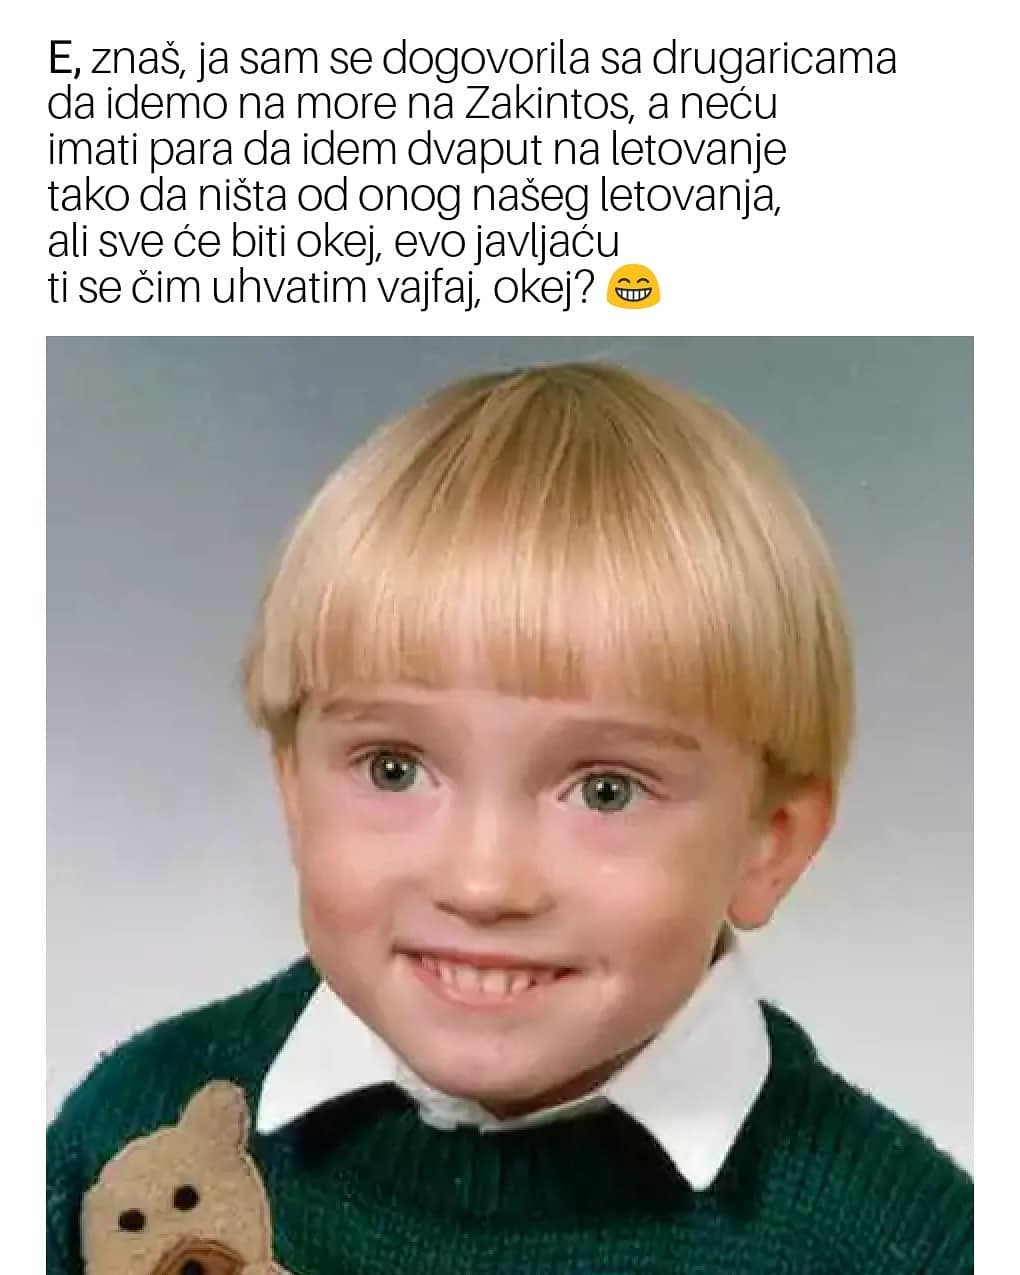 E, znaš, ja sam se dogovorila sa drugaricama
da idemo na more na Zakintos, a neću
imati para da idem dvaput na letovanje
tako da ništa od onog našeg letovanja,
ali sve će biti okej, evo javljaću
ti se čim uhvatim vajfaj, okej? 😁